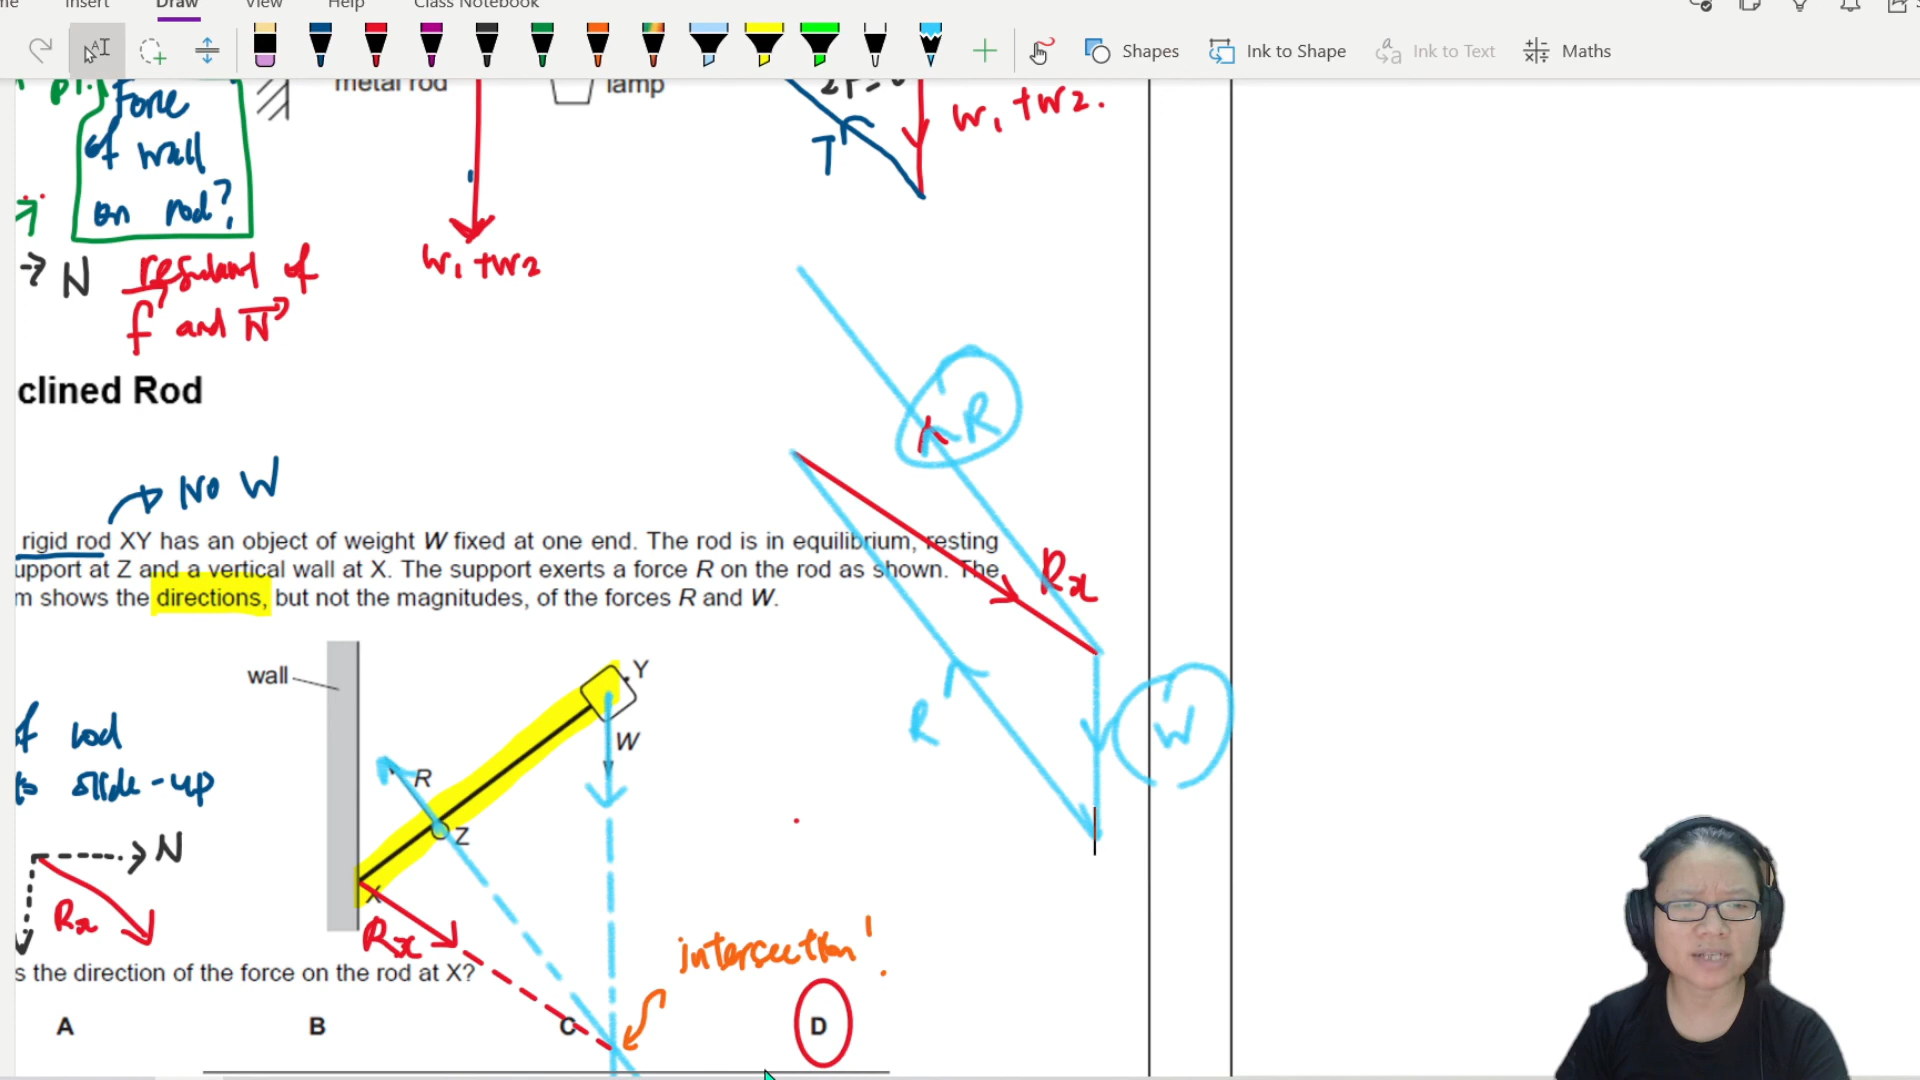 Insert Draw View Help Class Notebook
Shapes Ink to Shape Ink to Text Maths
metal rod
lamp
Force
of wall
on rod?
W1 + W2.
T
W1 + W2
N resultant of
f and N
clined Rod
R
No W
rigid rod XY has an object of weight W fixed at one end. The rod is in equilibrium, resting
upport at Z and a vertical wall at X. The support exerts a force R on the rod as shown. The
m shows the directions, but not the magnitudes, of the forces R and W.
Rx
wall
Y
W
R
W
R
Z
X
f rod
slide-up
N
Rx
Rx
intersection!
s the direction of the force on the rod at X?
A B C D